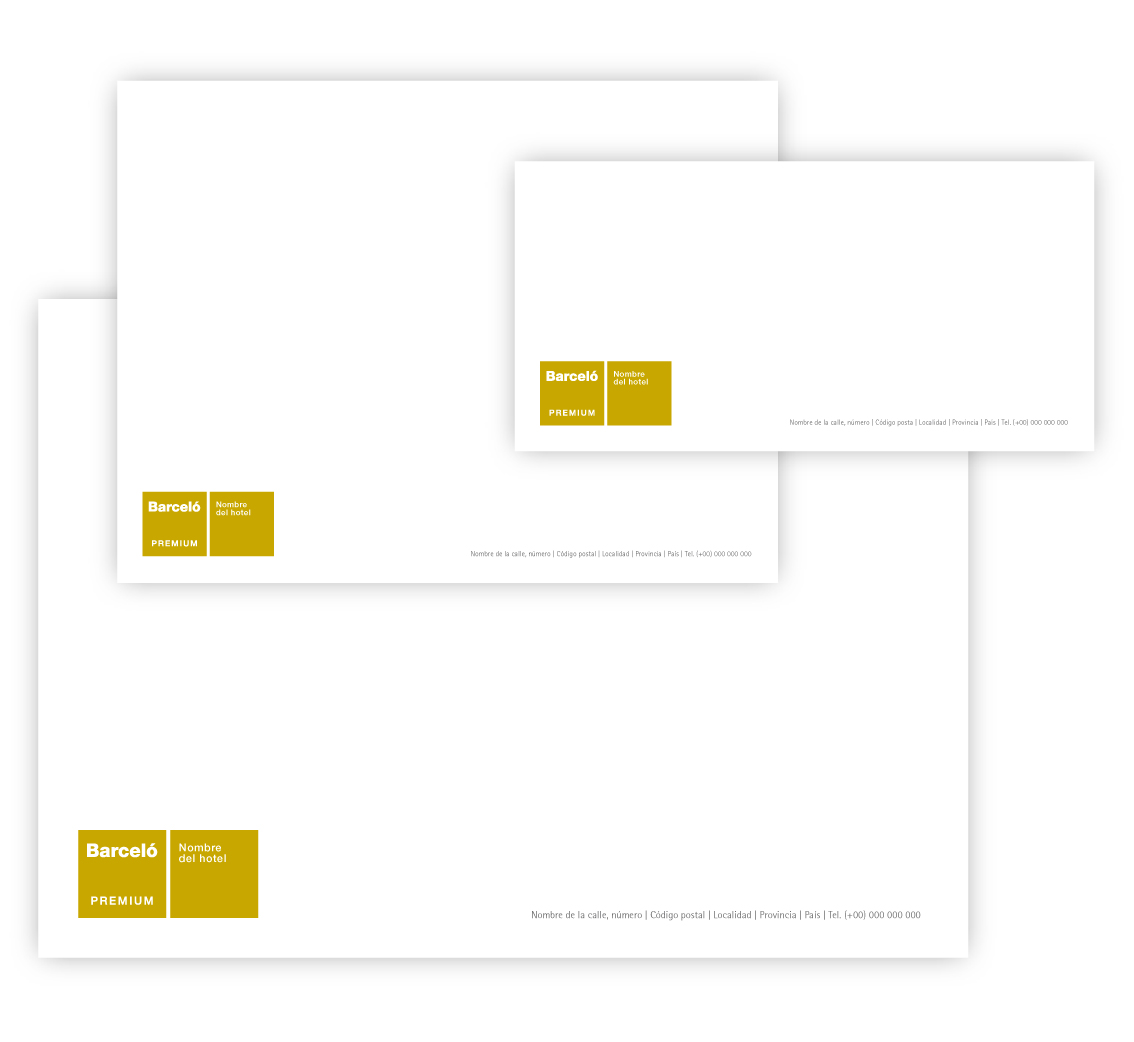 Barceló
PREMIUM
Nombre
del hotel
Nombre de la calle, número | Código posta | Localidad | Provincia | País | Tel. (+00) 000 000 000
Barceló
PREMIUM
Nombre
del hotel
Nombre de la calle, número | Código postal | Localidad | Provincia | País | Tel. (+00) 000 000 000
Barceló
PREMIUM
Nombre
del hotel
Nombre de la calle, número | Código postal | Localidad | Provincia | País | Tel. (+00) 000 000 000